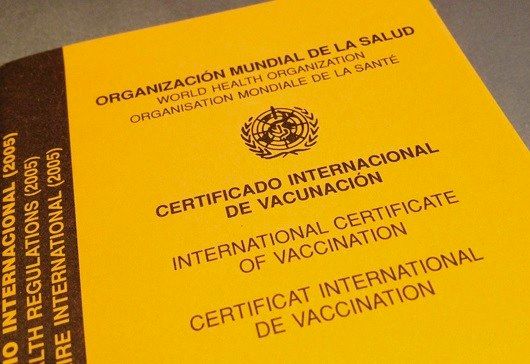 ORGANIZACIÓN MUNDIAL DE LA SALUD
WORLD HEALTH ORGANIZATION
ORGANISATION MONDIALE DE LA SANTÉ
CERTIFICADO INTERNACIONAL
DE VACUNACIÓN
INTERNATIONAL CERTIFICATE
OF VACCINATION
CERTIFICAT INTERNATIONAL
DE VACCINATION
INTERNACIONAL (2005)
REGULATIONS (2005)
INTERNATIONAL (2005)